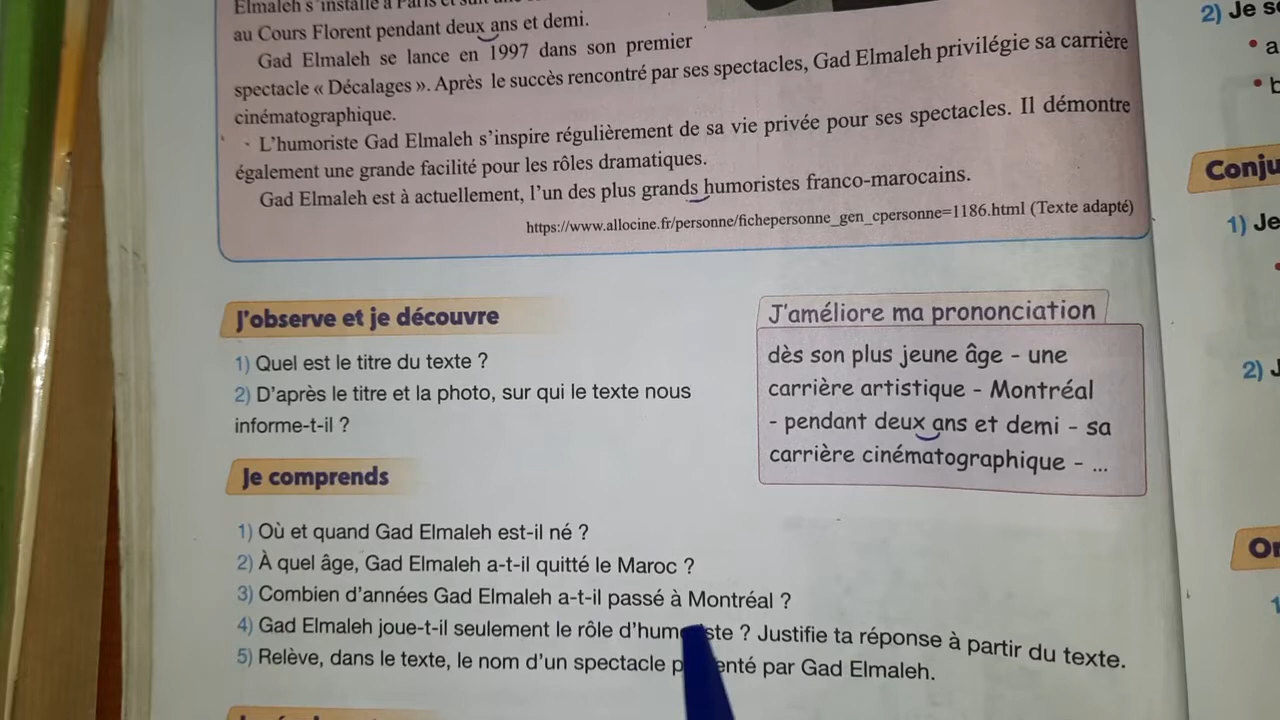 Elmaleh s'installe à Paris et suit une
au Cours Florent pendant deux ans et demi.
Gad Elmaleh se lance en 1997 dans son premier
spectacle « Décalages ». Après le succès rencontré par ses spectacles, Gad Elmaleh privilégie sa carrière
cinématographique.
L'humoriste Gad Elmaleh s'inspire régulièrement de sa vie privée pour ses spectacles. Il démontre
également une grande facilité pour les rôles dramatiques.
Gad Elmaleh est à actuellement, l'un des plus grands humoristes franco-marocains.
https://www.allocine.fr/personne/fichepersonne_gen_cpersonne=1186.html (Texte adapté)
J'observe et je découvre
1) Quel est le titre du texte ?
2) D'après le titre et la photo, sur qui le texte nous
informe-t-il ?
J'améliore ma prononciation
dès son plus jeune âge - une
carrière artistique - Montréal
- pendant deux ans et demi - sa
carrière cinématographique - ...
Je comprends
1) Où et quand Gad Elmaleh est-il né ?
2) À quel âge, Gad Elmaleh a-t-il quitté le Maroc ?
3) Combien d'années Gad Elmaleh a-t-il passé à Montréal ?
4) Gad Elmaleh joue-t-il seulement le rôle d'humoriste ? Justifie ta réponse à partir du texte.
5) Relève, dans le texte, le nom d'un spectacle présenté par Gad Elmaleh.
2) Je
a
b
1) Je
2)